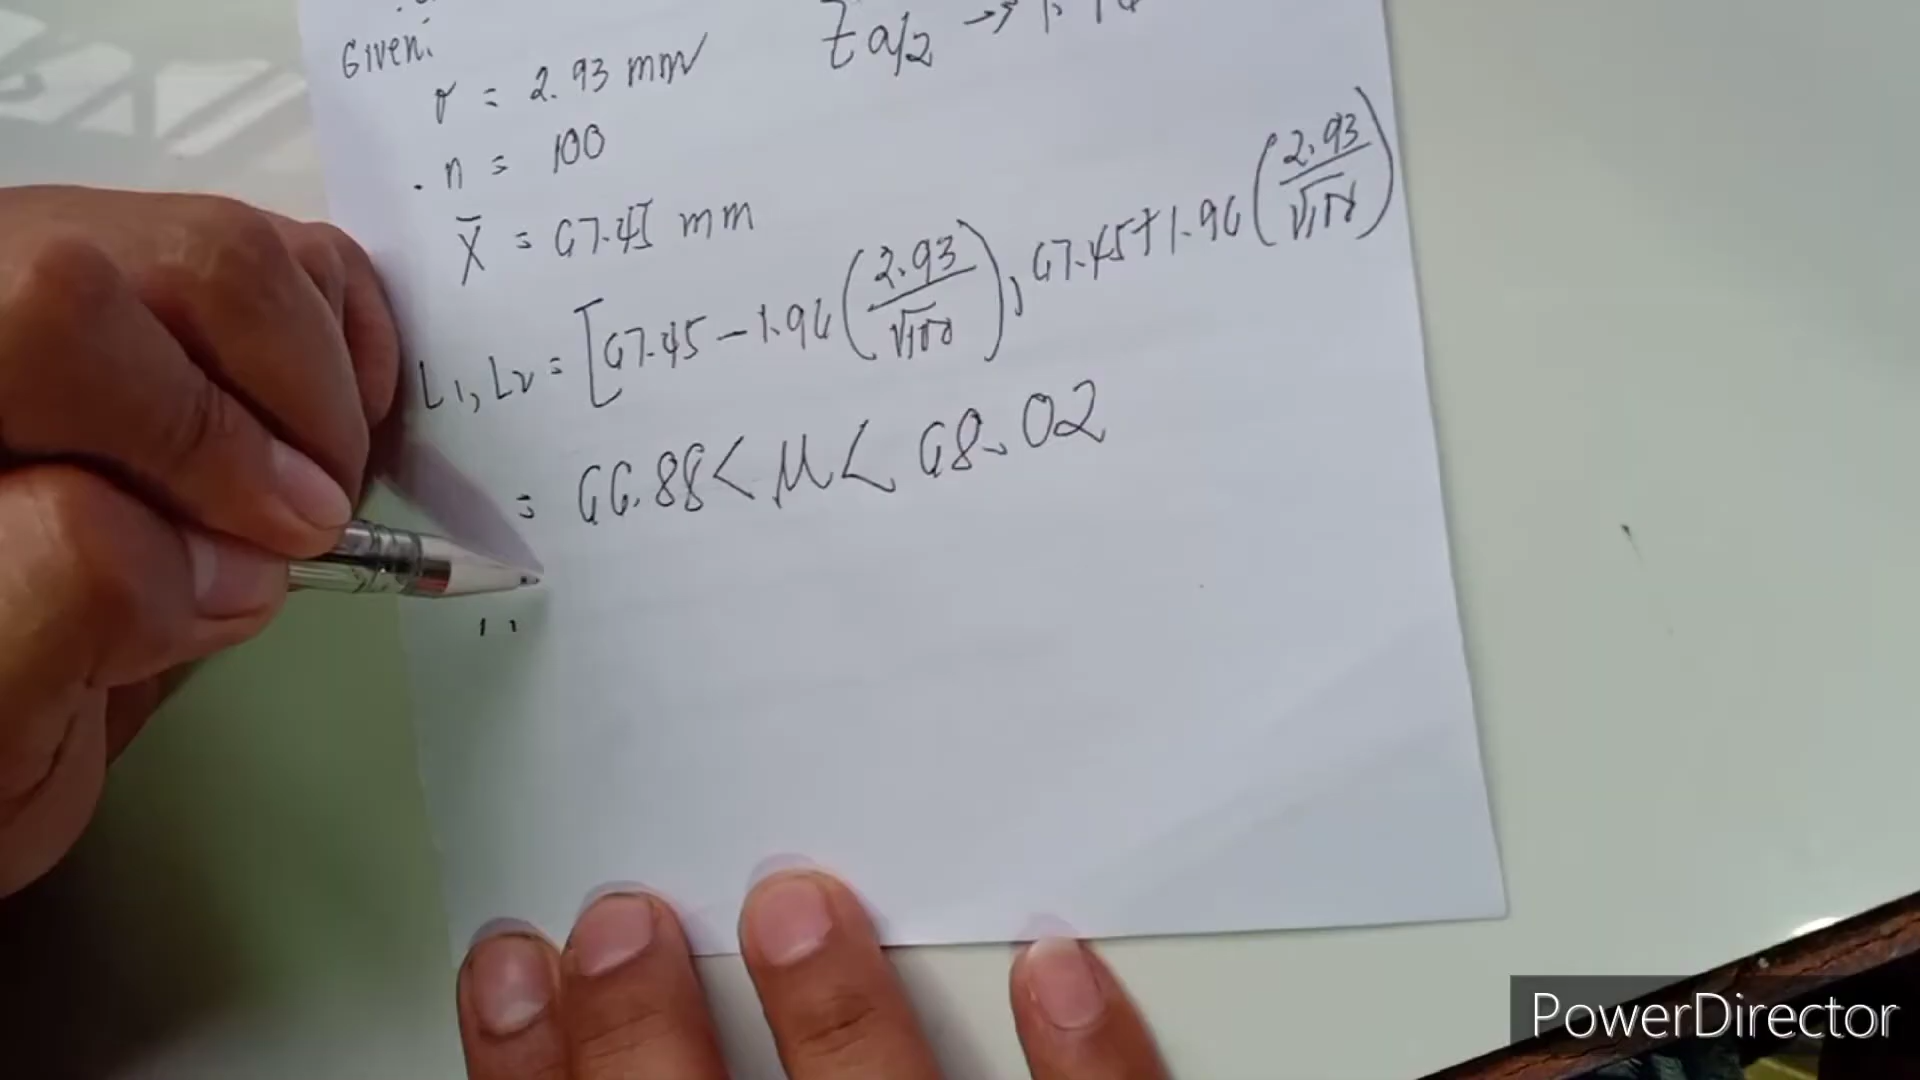 Given:
σ = 2.93 mm
Za/2 →
n = 100
X̄ = 67.45 mm
L1, L2 = [67.45 - 1.96 (2.93/√100), 67.45 + 1.96 (2.93/√100)
= 66.88 < M < 68.02
PowerDirector